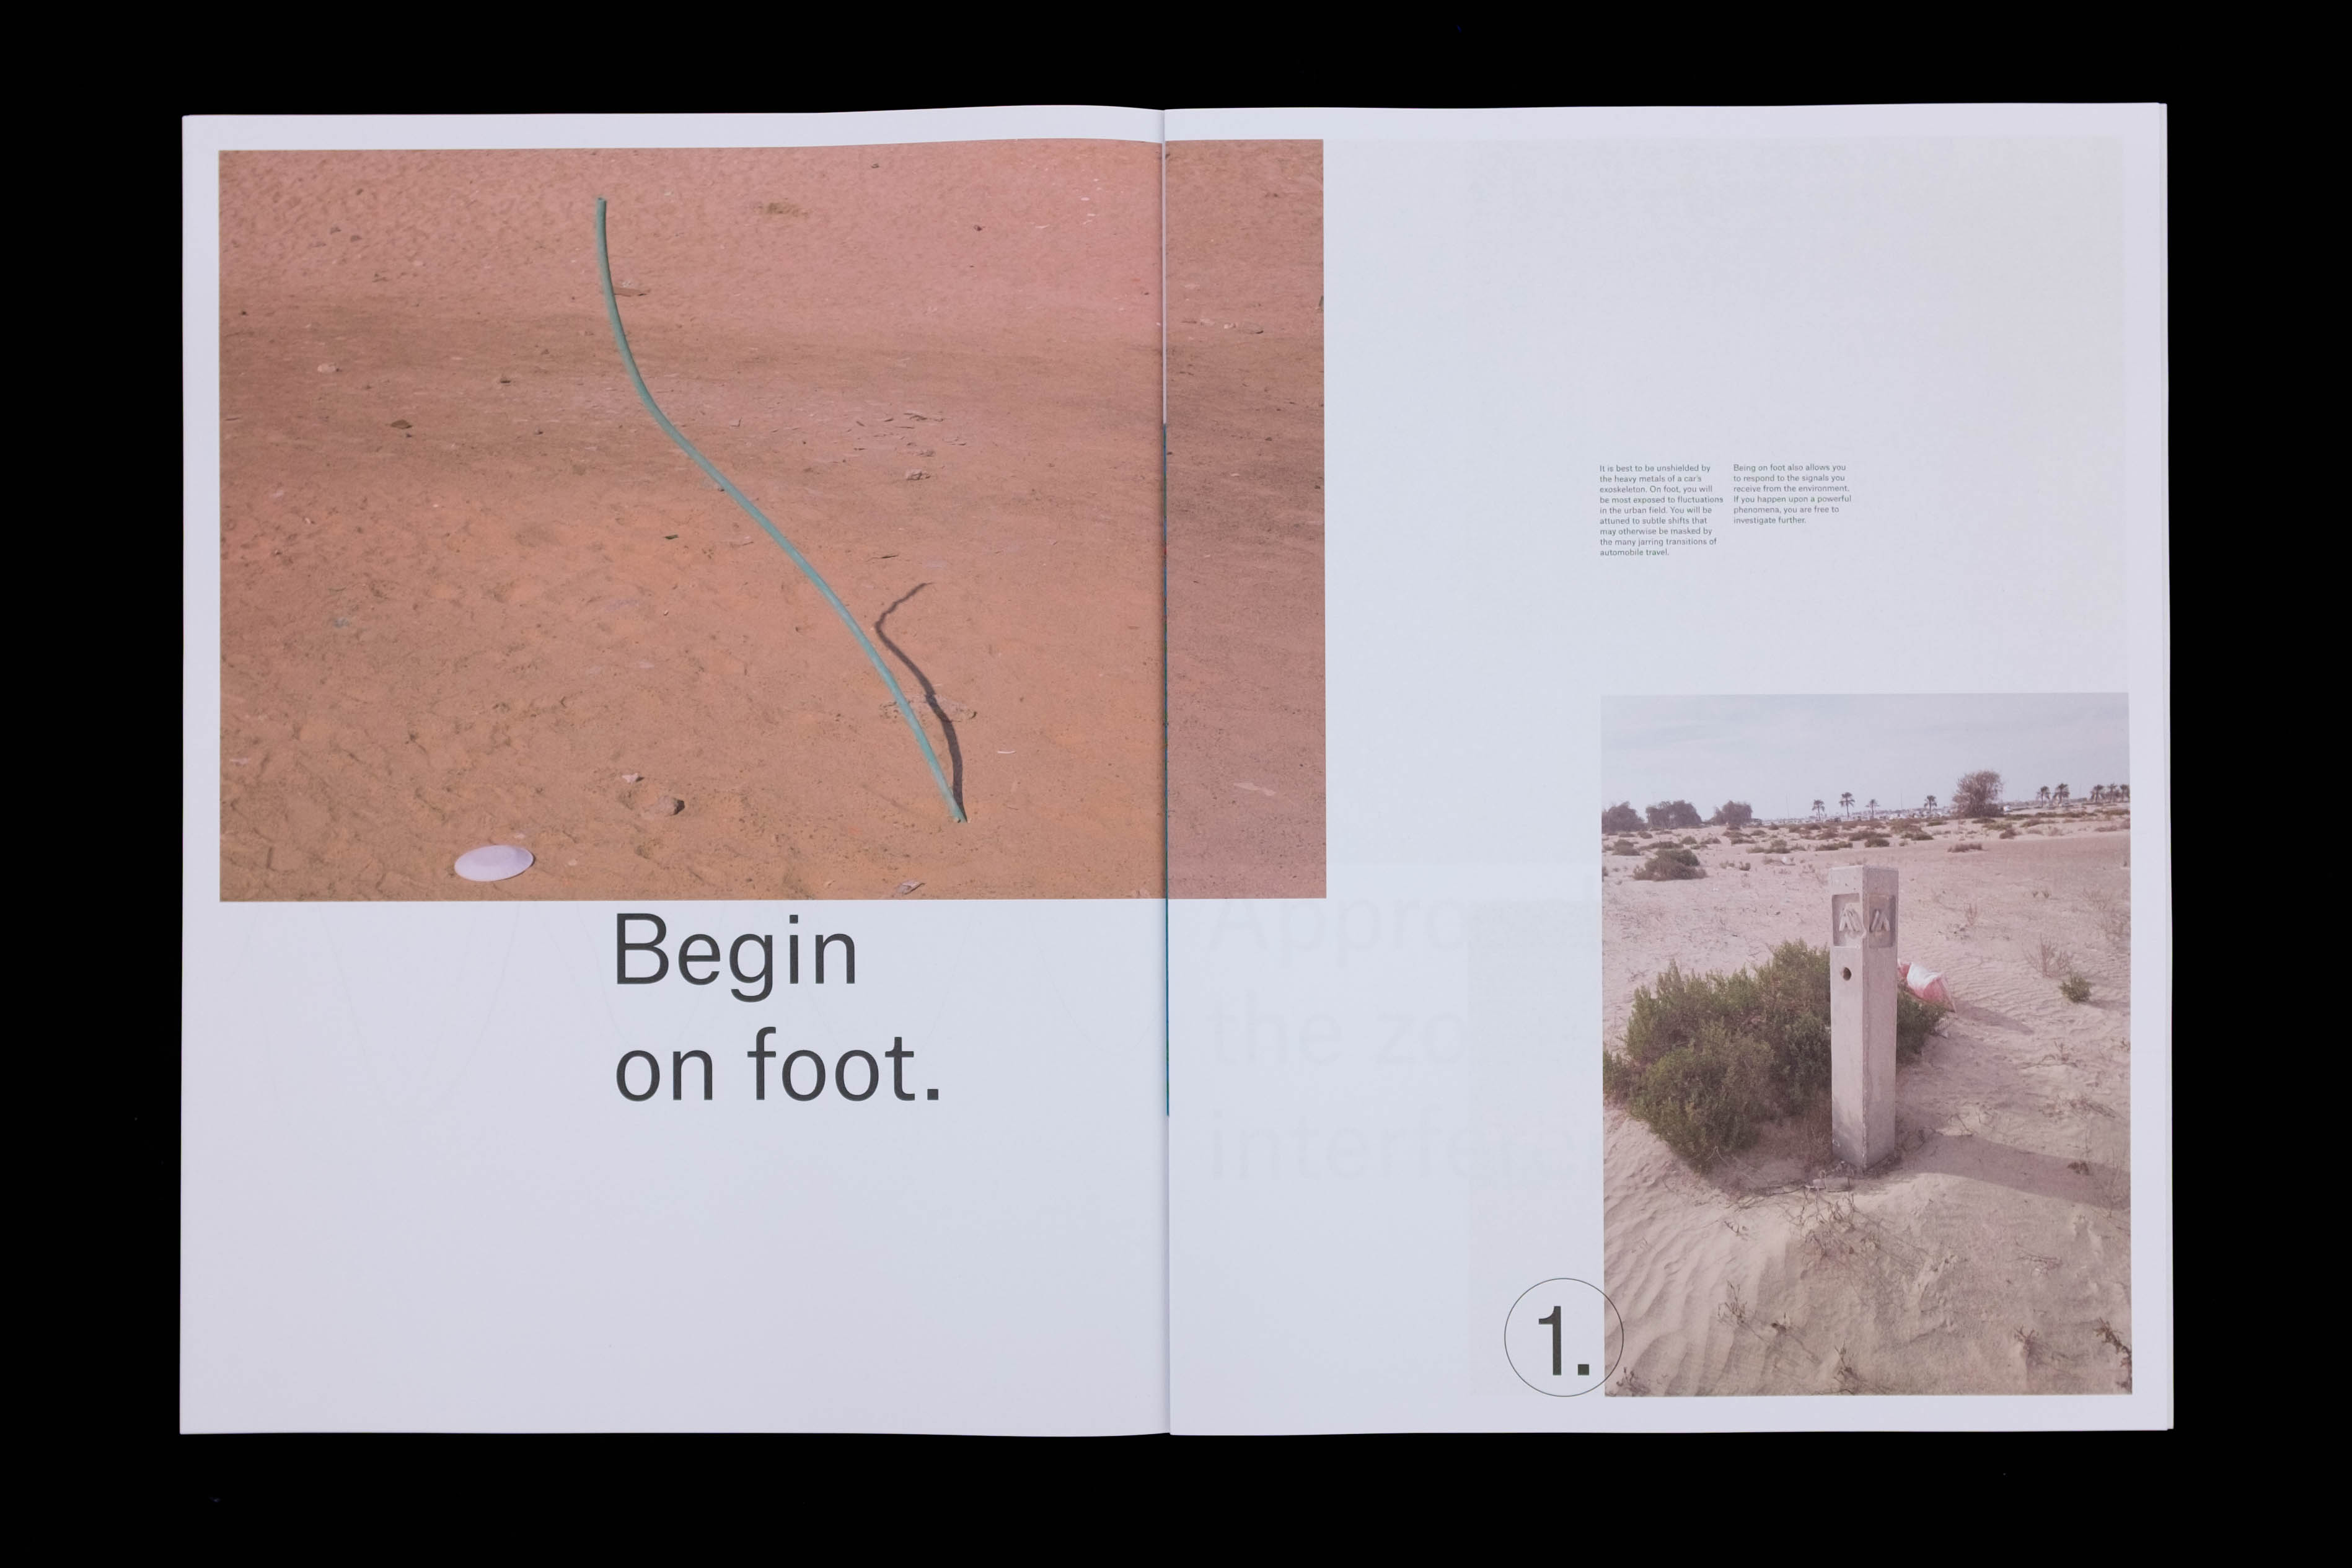 Begin
on foot.
It is best to be unshielded by
the heavy metals of a car's
exoskeleton. On foot, you will
be most exposed to fluctuations
in the urban field. You will be
attuned to subtle shifts that
may otherwise be masked by
the many jarring transitions of
automobile travel.
Being on foot also allows you
to respond to the signals you
receive from the environment.
If you happen upon a powerful
phenomena, you are free to
investigate further.
Appro
the zo
interferen
1.